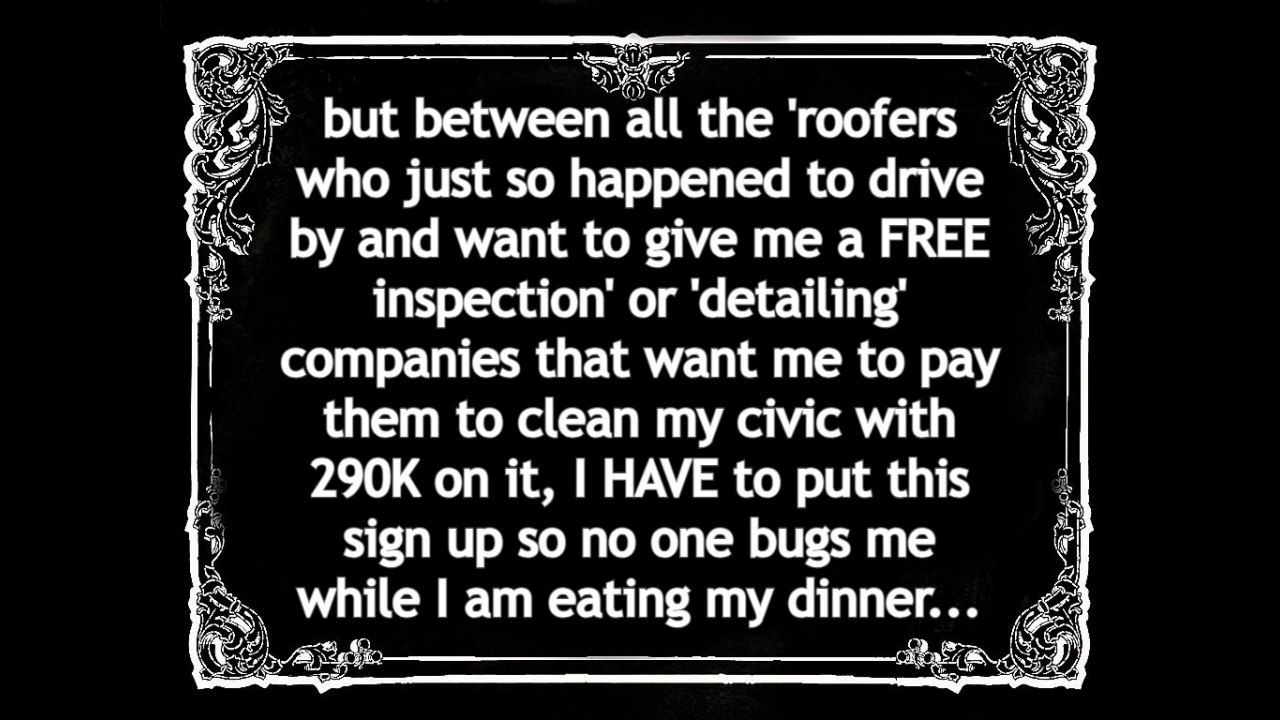 but between all the 'roofers
who just so happened to drive
by and want to give me a FREE
inspection' or 'detailing'
companies that want me to pay
them to clean my civic with
290K on it, I HAVE to put this
sign up so no one bugs me
while I am eating my dinner...